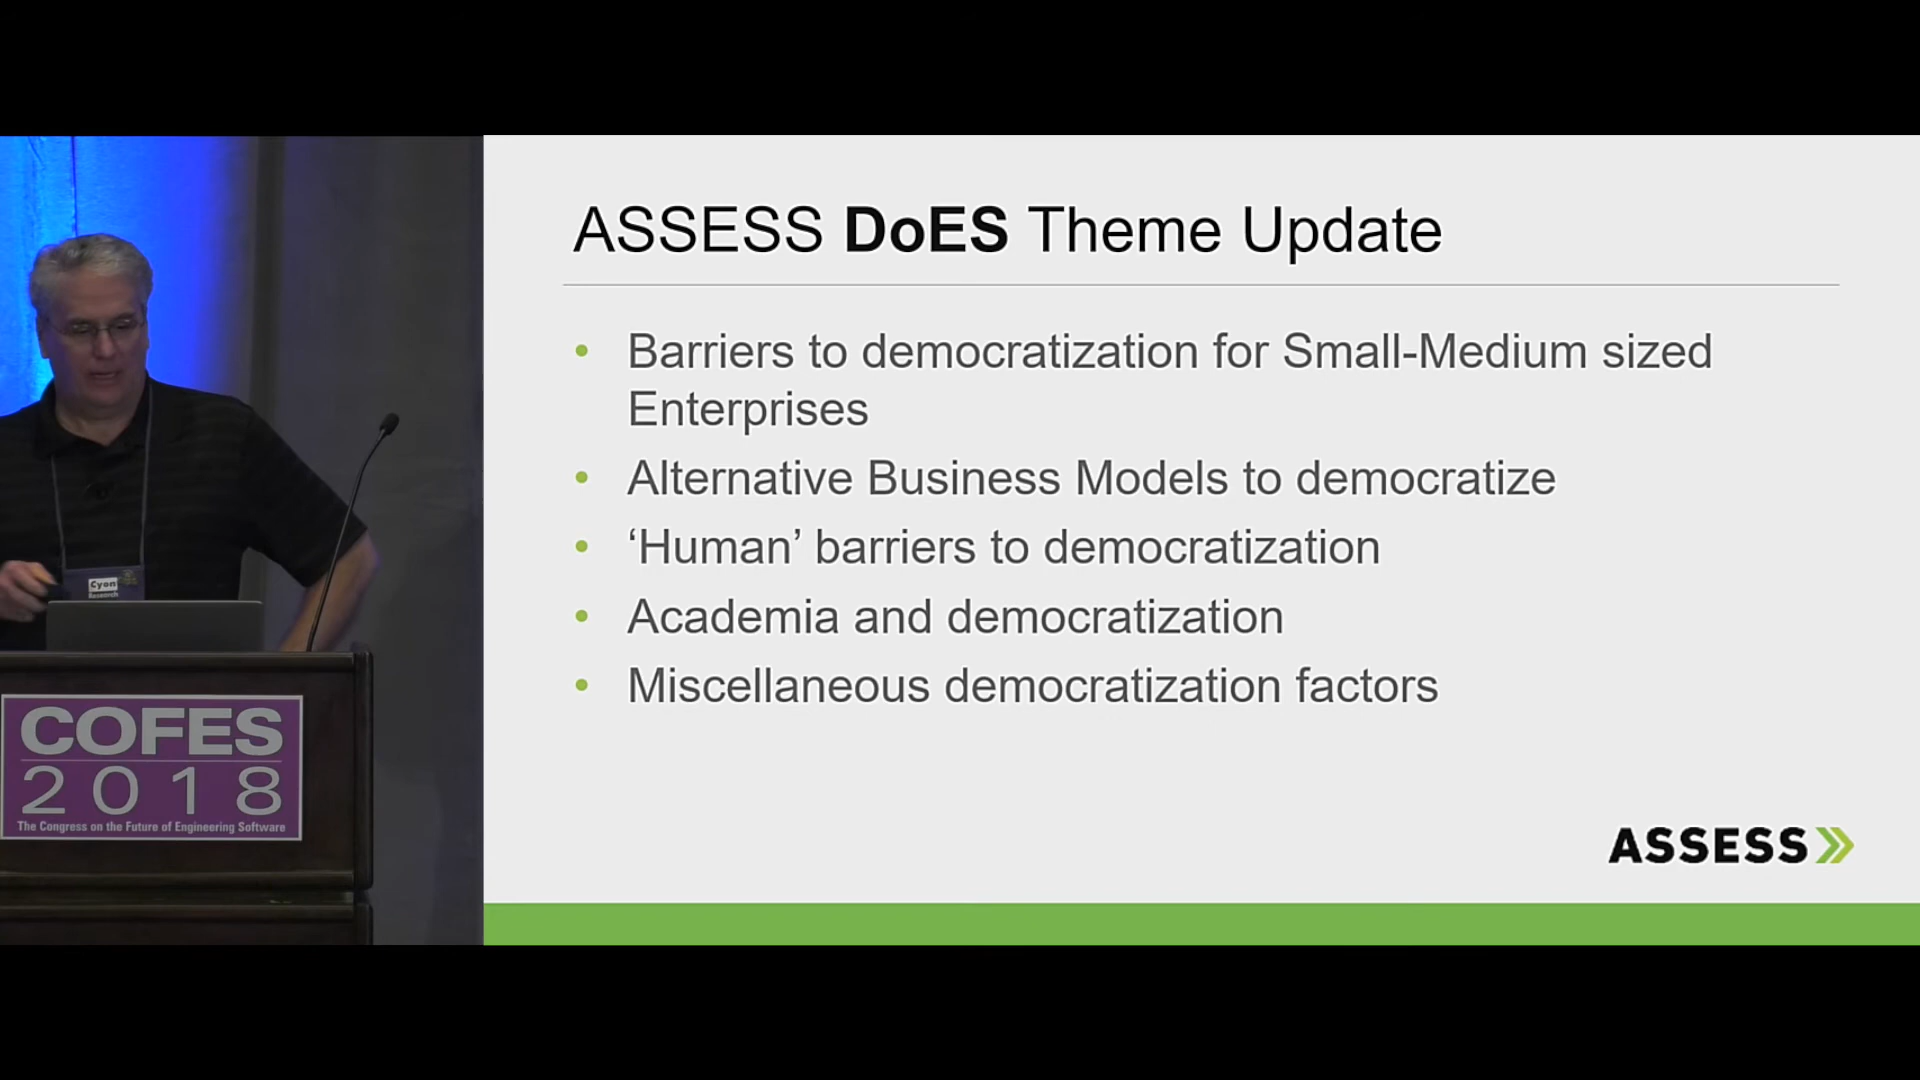 ASSESS DoES Theme Update
• Barriers to democratization for Small-Medium sized
Enterprises
• Alternative Business Models to democratize
• ‘Human’ barriers to democratization
• Academia and democratization
• Miscellaneous democratization factors
ASSESS
Cyon
Research
COFES
2018
The Congress on the Future of Engineering Software